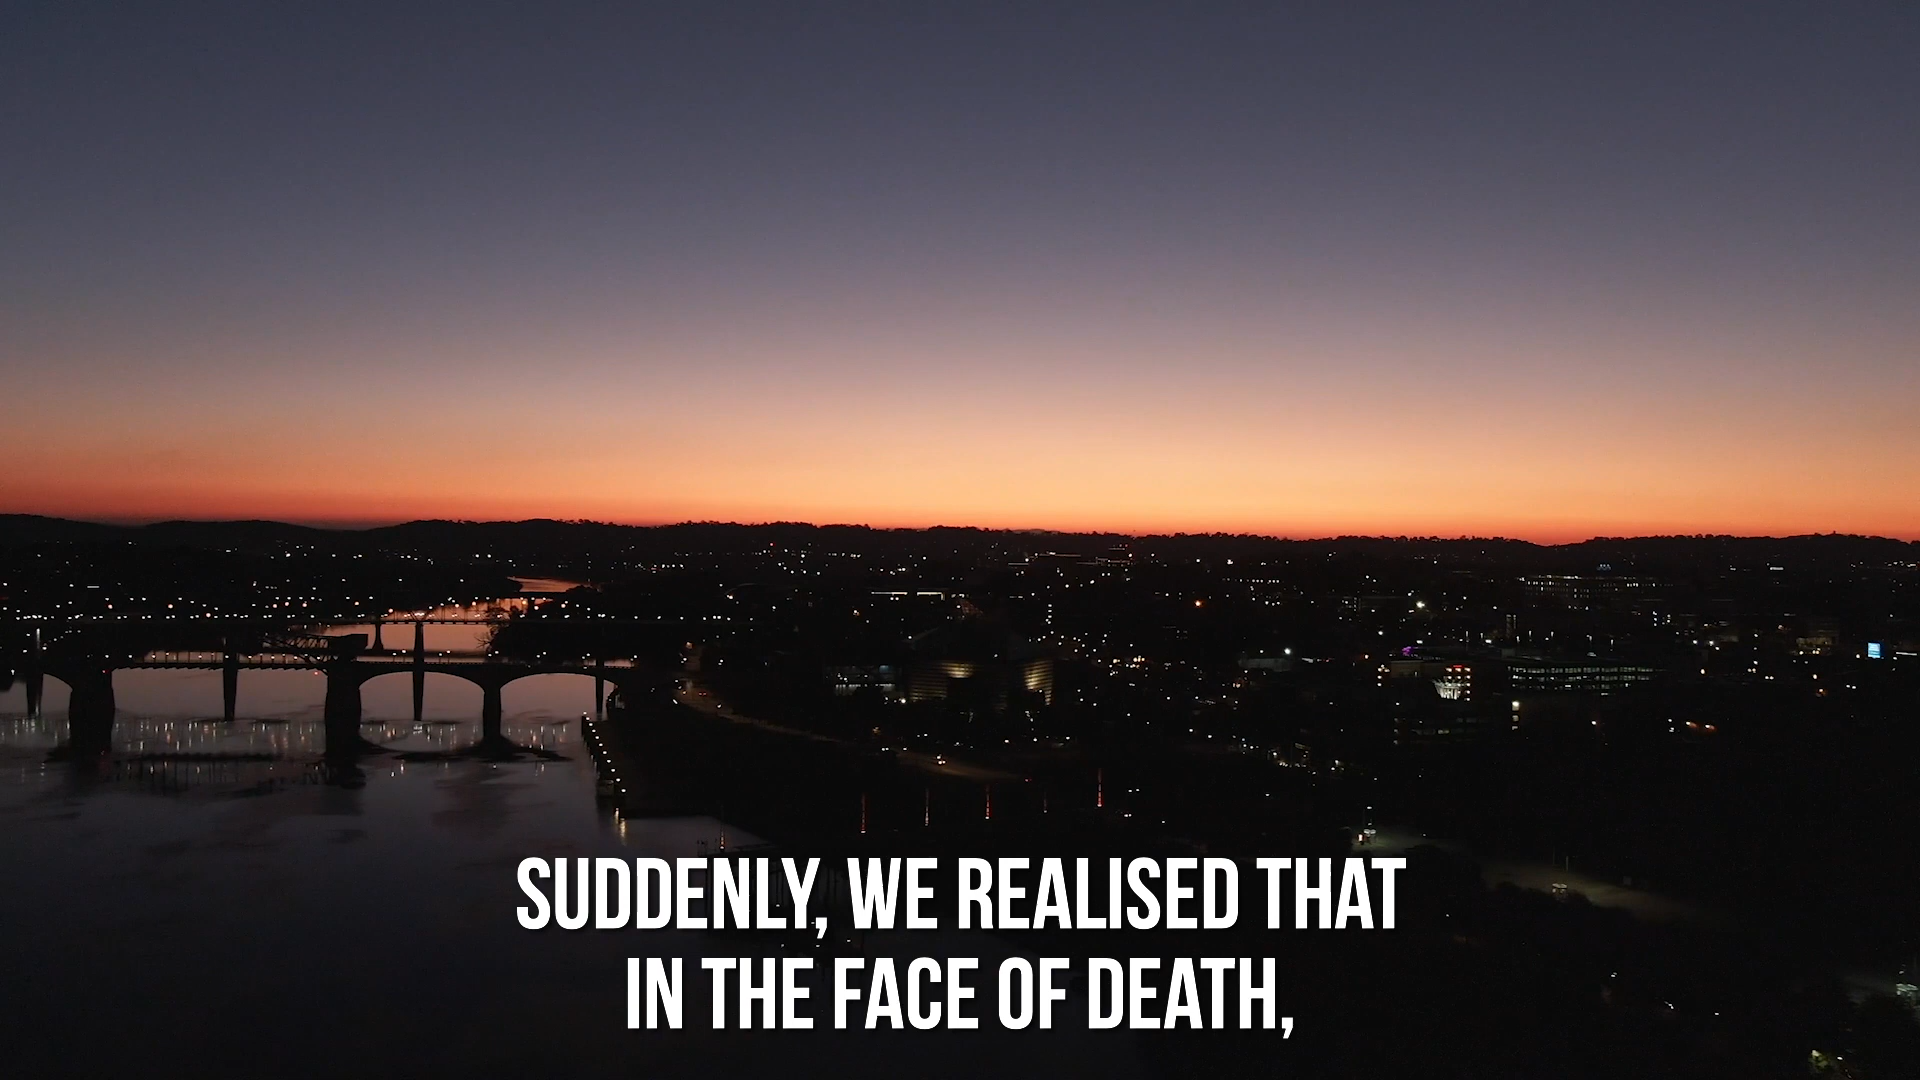 SUDDENLY, WE REALISED THAT
IN THE FACE OF DEATH,